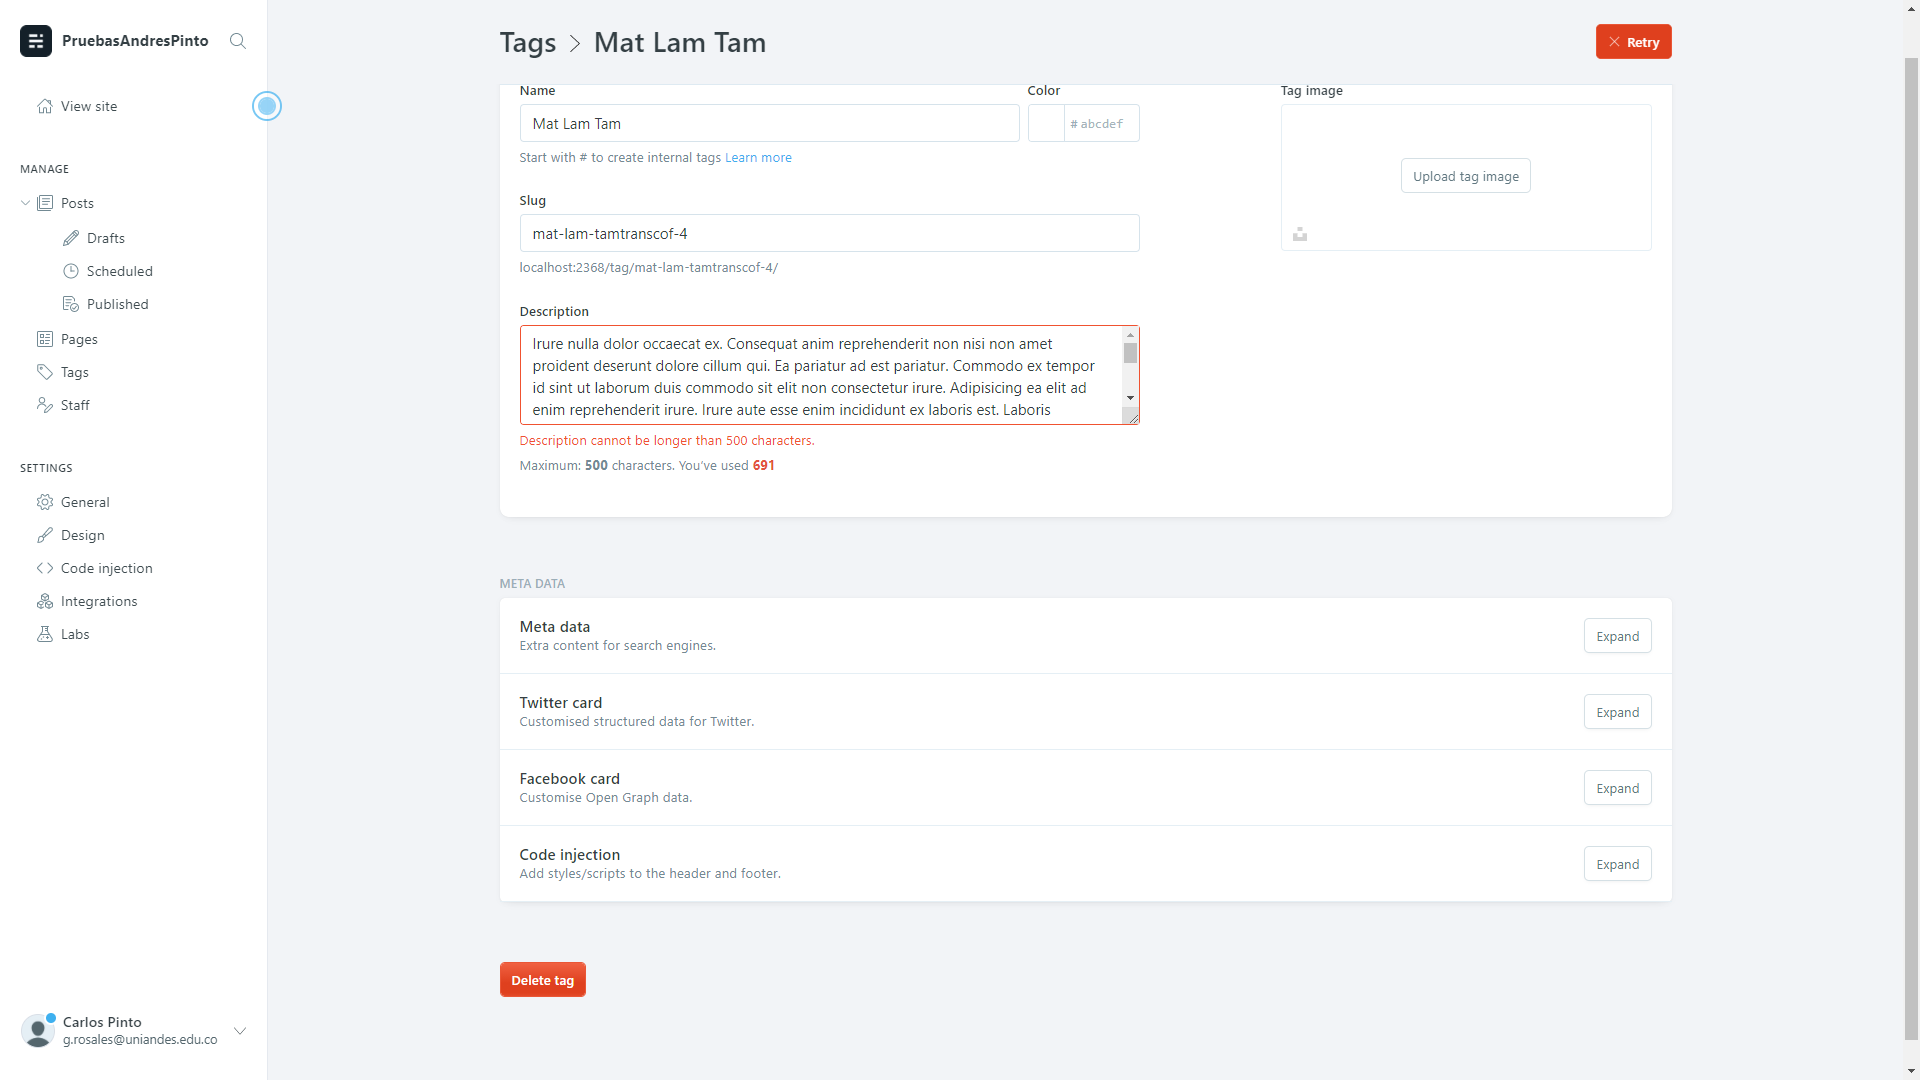 PruebasAndresPinto
View site
MANAGE
Posts
Drafts
Scheduled
Published
Pages
Tags
Staff
SETTINGS
General
Design
Code injection
Integrations
Labs
Carlos Pinto
g.rosales@uniandes.edu.co
Tags > Mat Lam Tam
Retry
Name
Mat Lam Tam
Color
# abcdef
Start with # to create internal tags Learn more
Slug
mat-lam-tamtranscof-4
localhost:2368/tag/mat-lam-tamtranscof-4/
Description
Irure nulla dolor occaecat ex. Consequat anim reprehenderit non nisi non amet
proident deserunt dolore cillum qui. Ea pariatur ad est pariatur. Commodo ex tempor
id sint ut laborum duis commodo sit elit non consectetur irure. Adipisicing ea elit ad
enim reprehenderit irure. Irure aute esse enim incididunt ex laboris est. Laboris
Description cannot be longer than 500 characters.
Maximum: 500 characters. You've used 691
Tag image
Upload tag image
META DATA
Meta data
Extra content for search engines.
Expand
Twitter card
Customised structured data for Twitter.
Expand
Facebook card
Customise Open Graph data.
Expand
Code injection
Add styles/scripts to the header and footer.
Expand
Delete tag